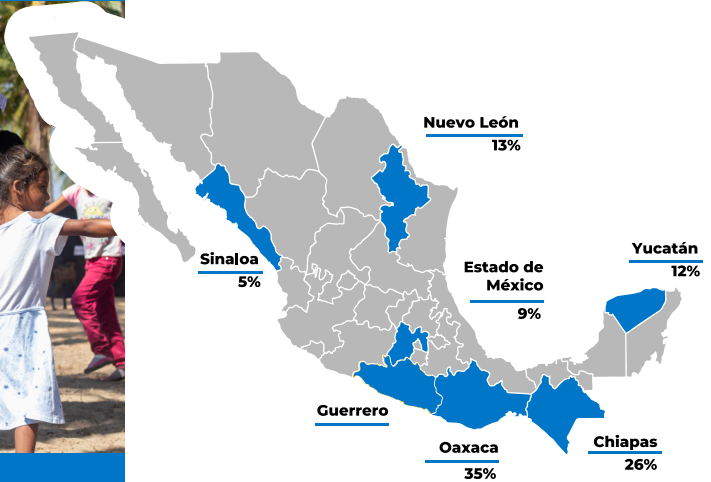 Nuevo León
13%
Yucatán
12%
Sinaloa
5%
Estado de
México
9%
Guerrero
Oaxaca
35%
Chiapas
26%